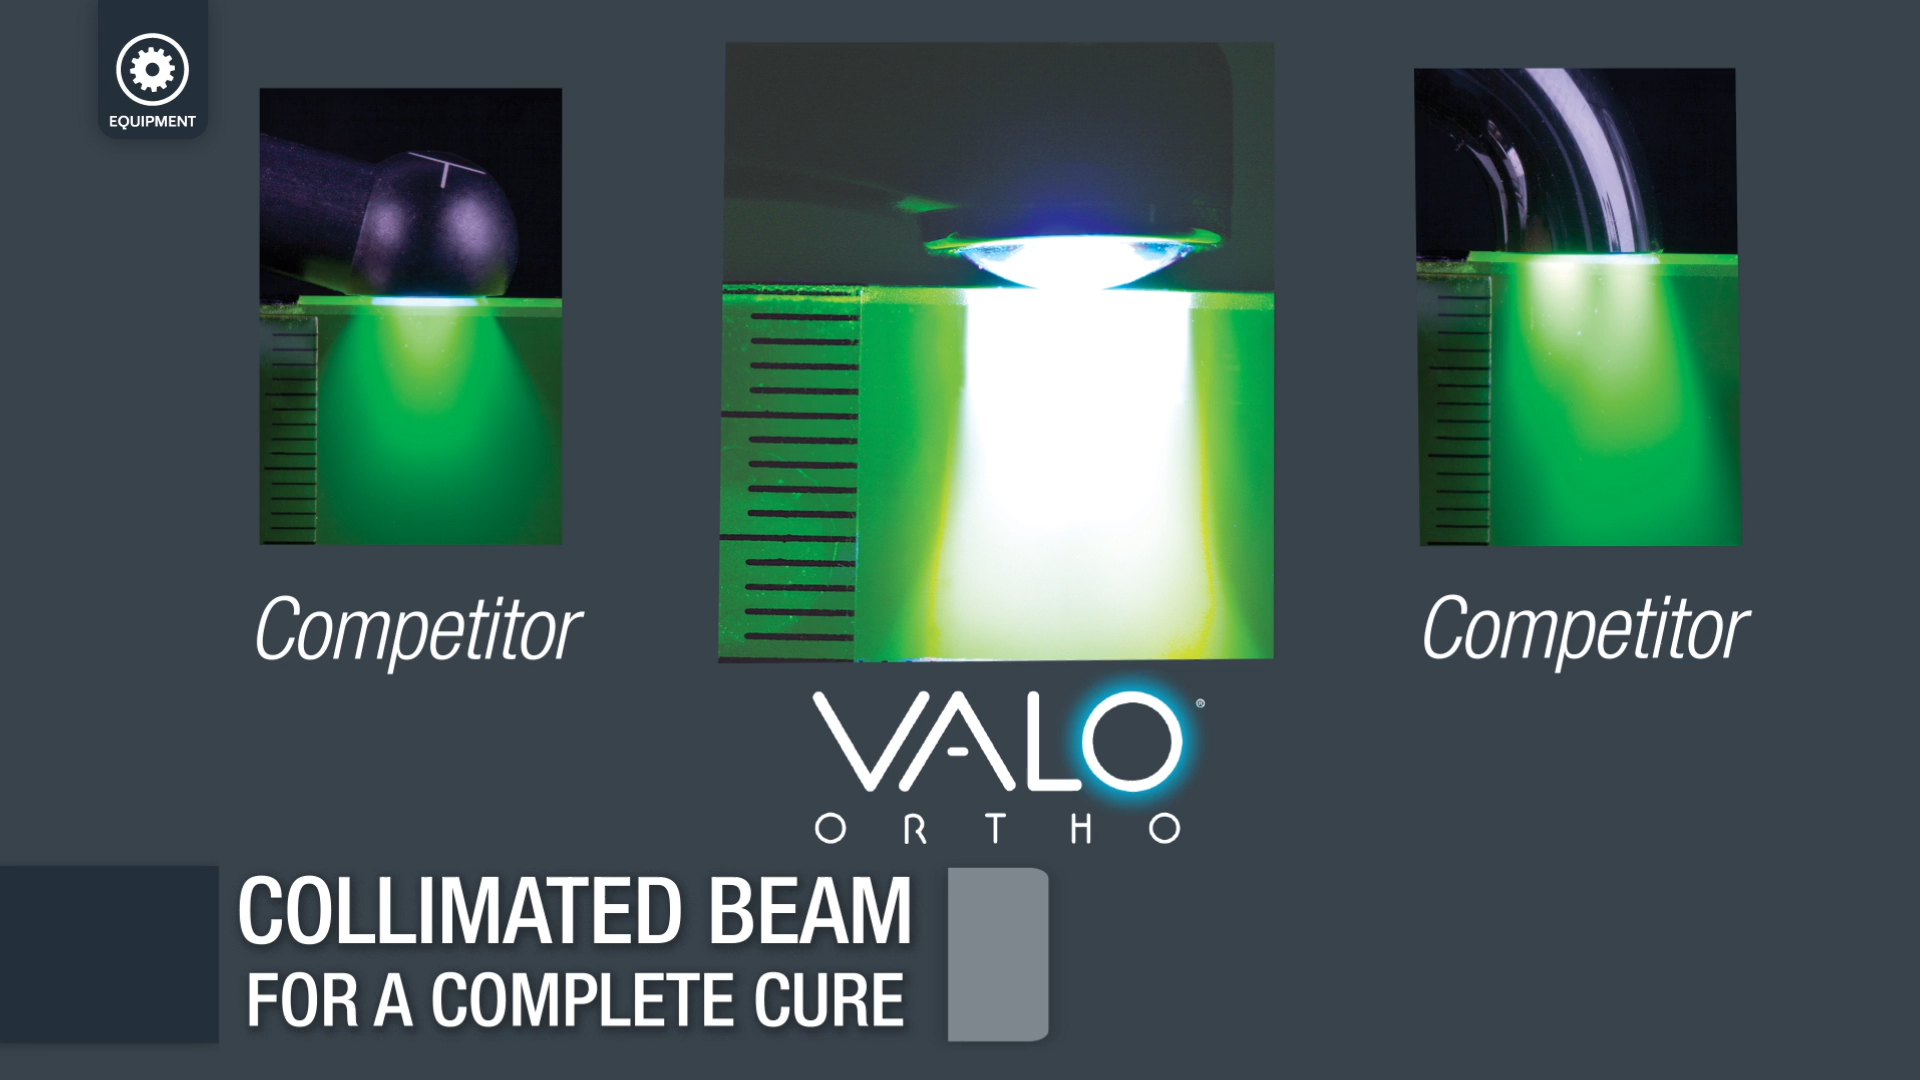 EQUIPMENT
Competitor
VALO®
ORTHO
Competitor
COLLIMATED BEAM
FOR A COMPLETE CURE